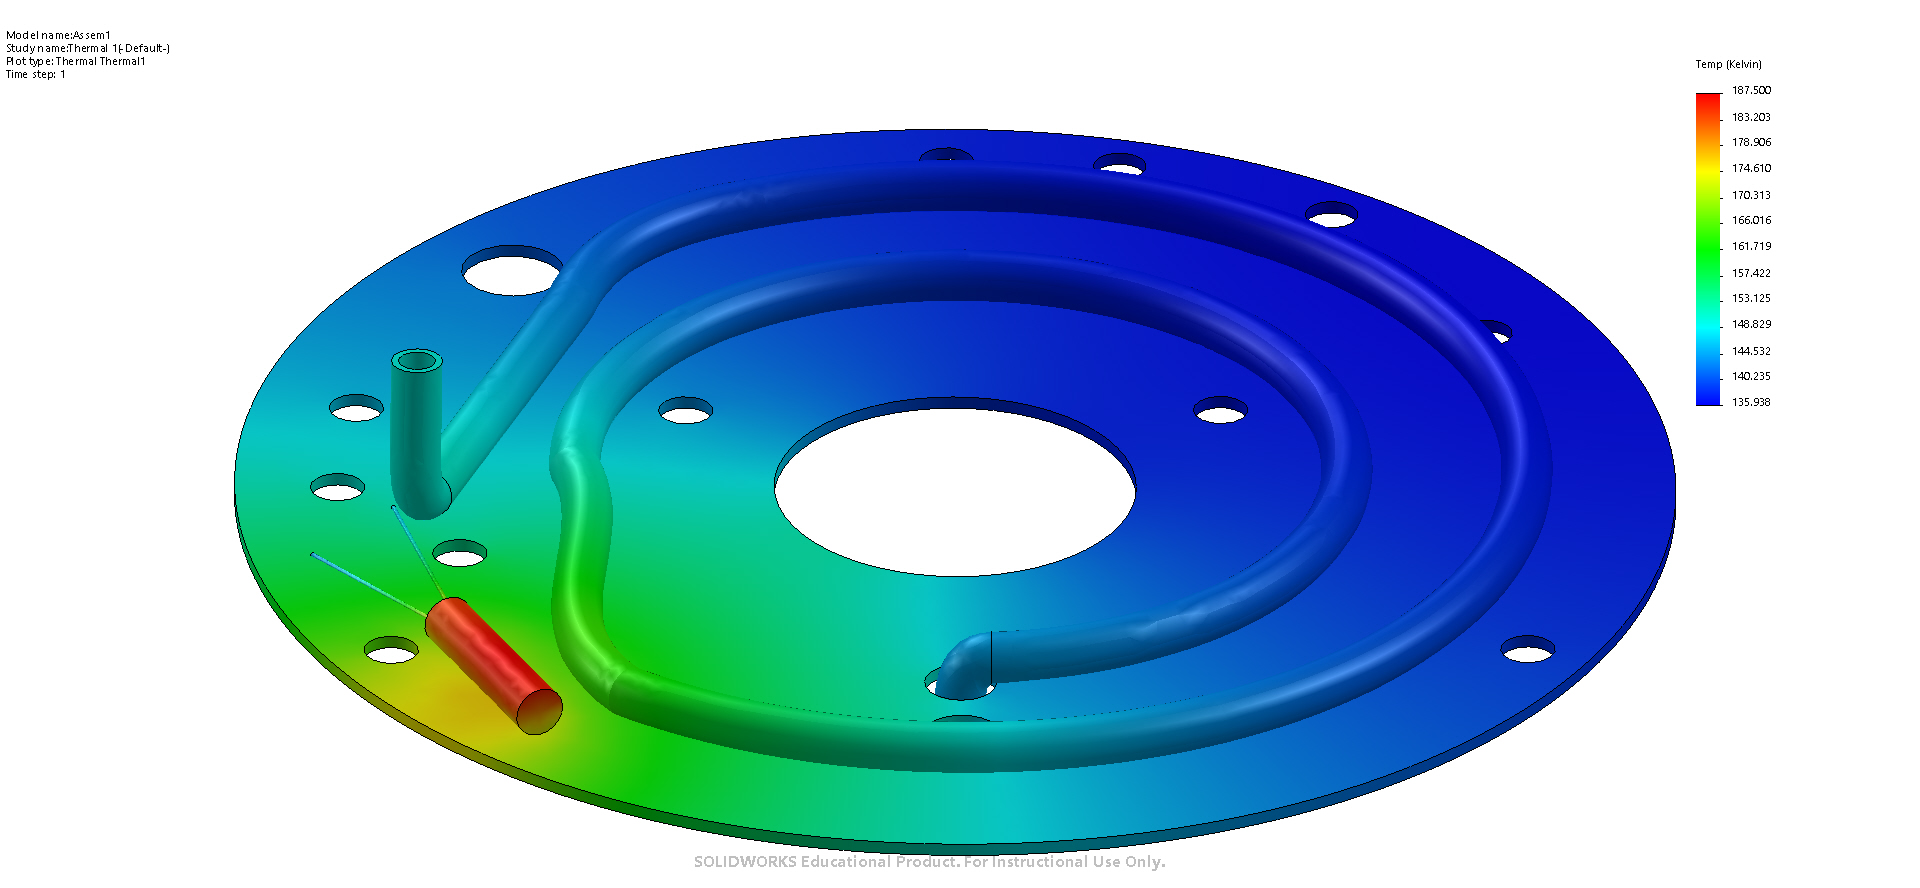 Model name:Assem1
Study name:Thermal 1(-Default-)
Plot type: Thermal Thermal1
Time step: 1
Temp (Kelvin)
187.500
183.203
178.906
174.610
170.313
166.016
161.719
157.422
153.125
148.829
144.532
140.235
135.938
SOLIDWORKS Educational Product. For Instructional Use Only.